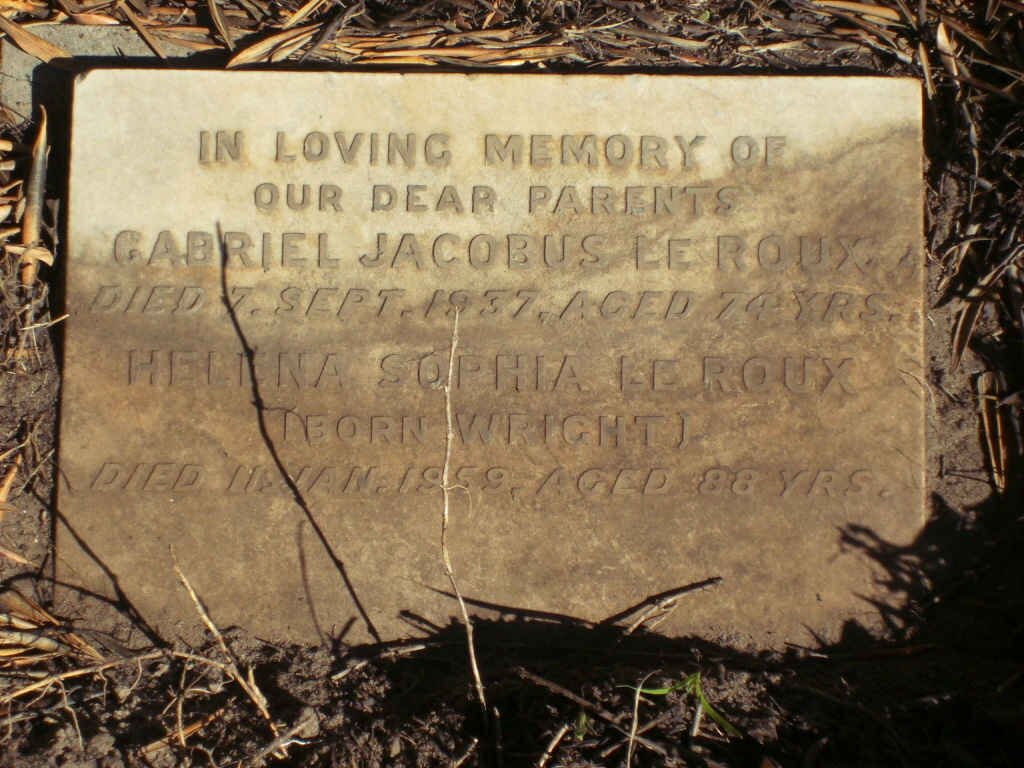 IN LOVING MEMORY OF
OUR DEAR PARENTS
GABRIEL JACOBUS LE ROUX
DIED 7. SEPT. 1937, AGED 74 YRS.
HELENA SOPHIA LE ROUX
(BORN WRIGHT)
DIED 11. JAN. 1959, AGED 88 YRS.